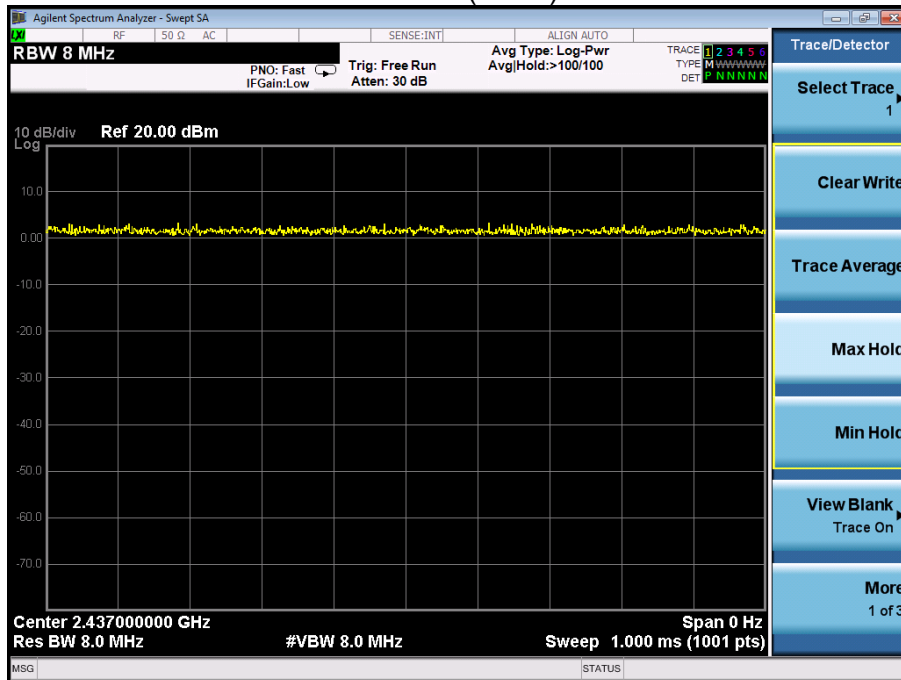 Agilent Spectrum Analyzer - Swept SA
LXI RF 50 Ω AC SENSE:INT ALIGN AUTO
RBW 8 MHz
PNO: Fast
IFGain:Low
Trig: Free Run
Atten: 30 dB
Avg Type: Log-Pwr
Avg|Hold:>100/100
TRACE 1 2 3 4 5 6
TYPE M W W W W W
DET P N N N N N
10 dB/div Ref 20.00 dBm
Log
10.0
0.00
-10.0
-20.0
-30.0
-40.0
-50.0
-60.0
-70.0
Center 2.437000000 GHz Span 0 Hz
Res BW 8.0 MHz #VBW 8.0 MHz Sweep 1.000 ms (1001 pts)
MSG STATUS
Trace/Detector
Select Trace
1
Clear Write
Trace Average
Max Hold
Min Hold
View Blank
Trace On
More
1 of 3